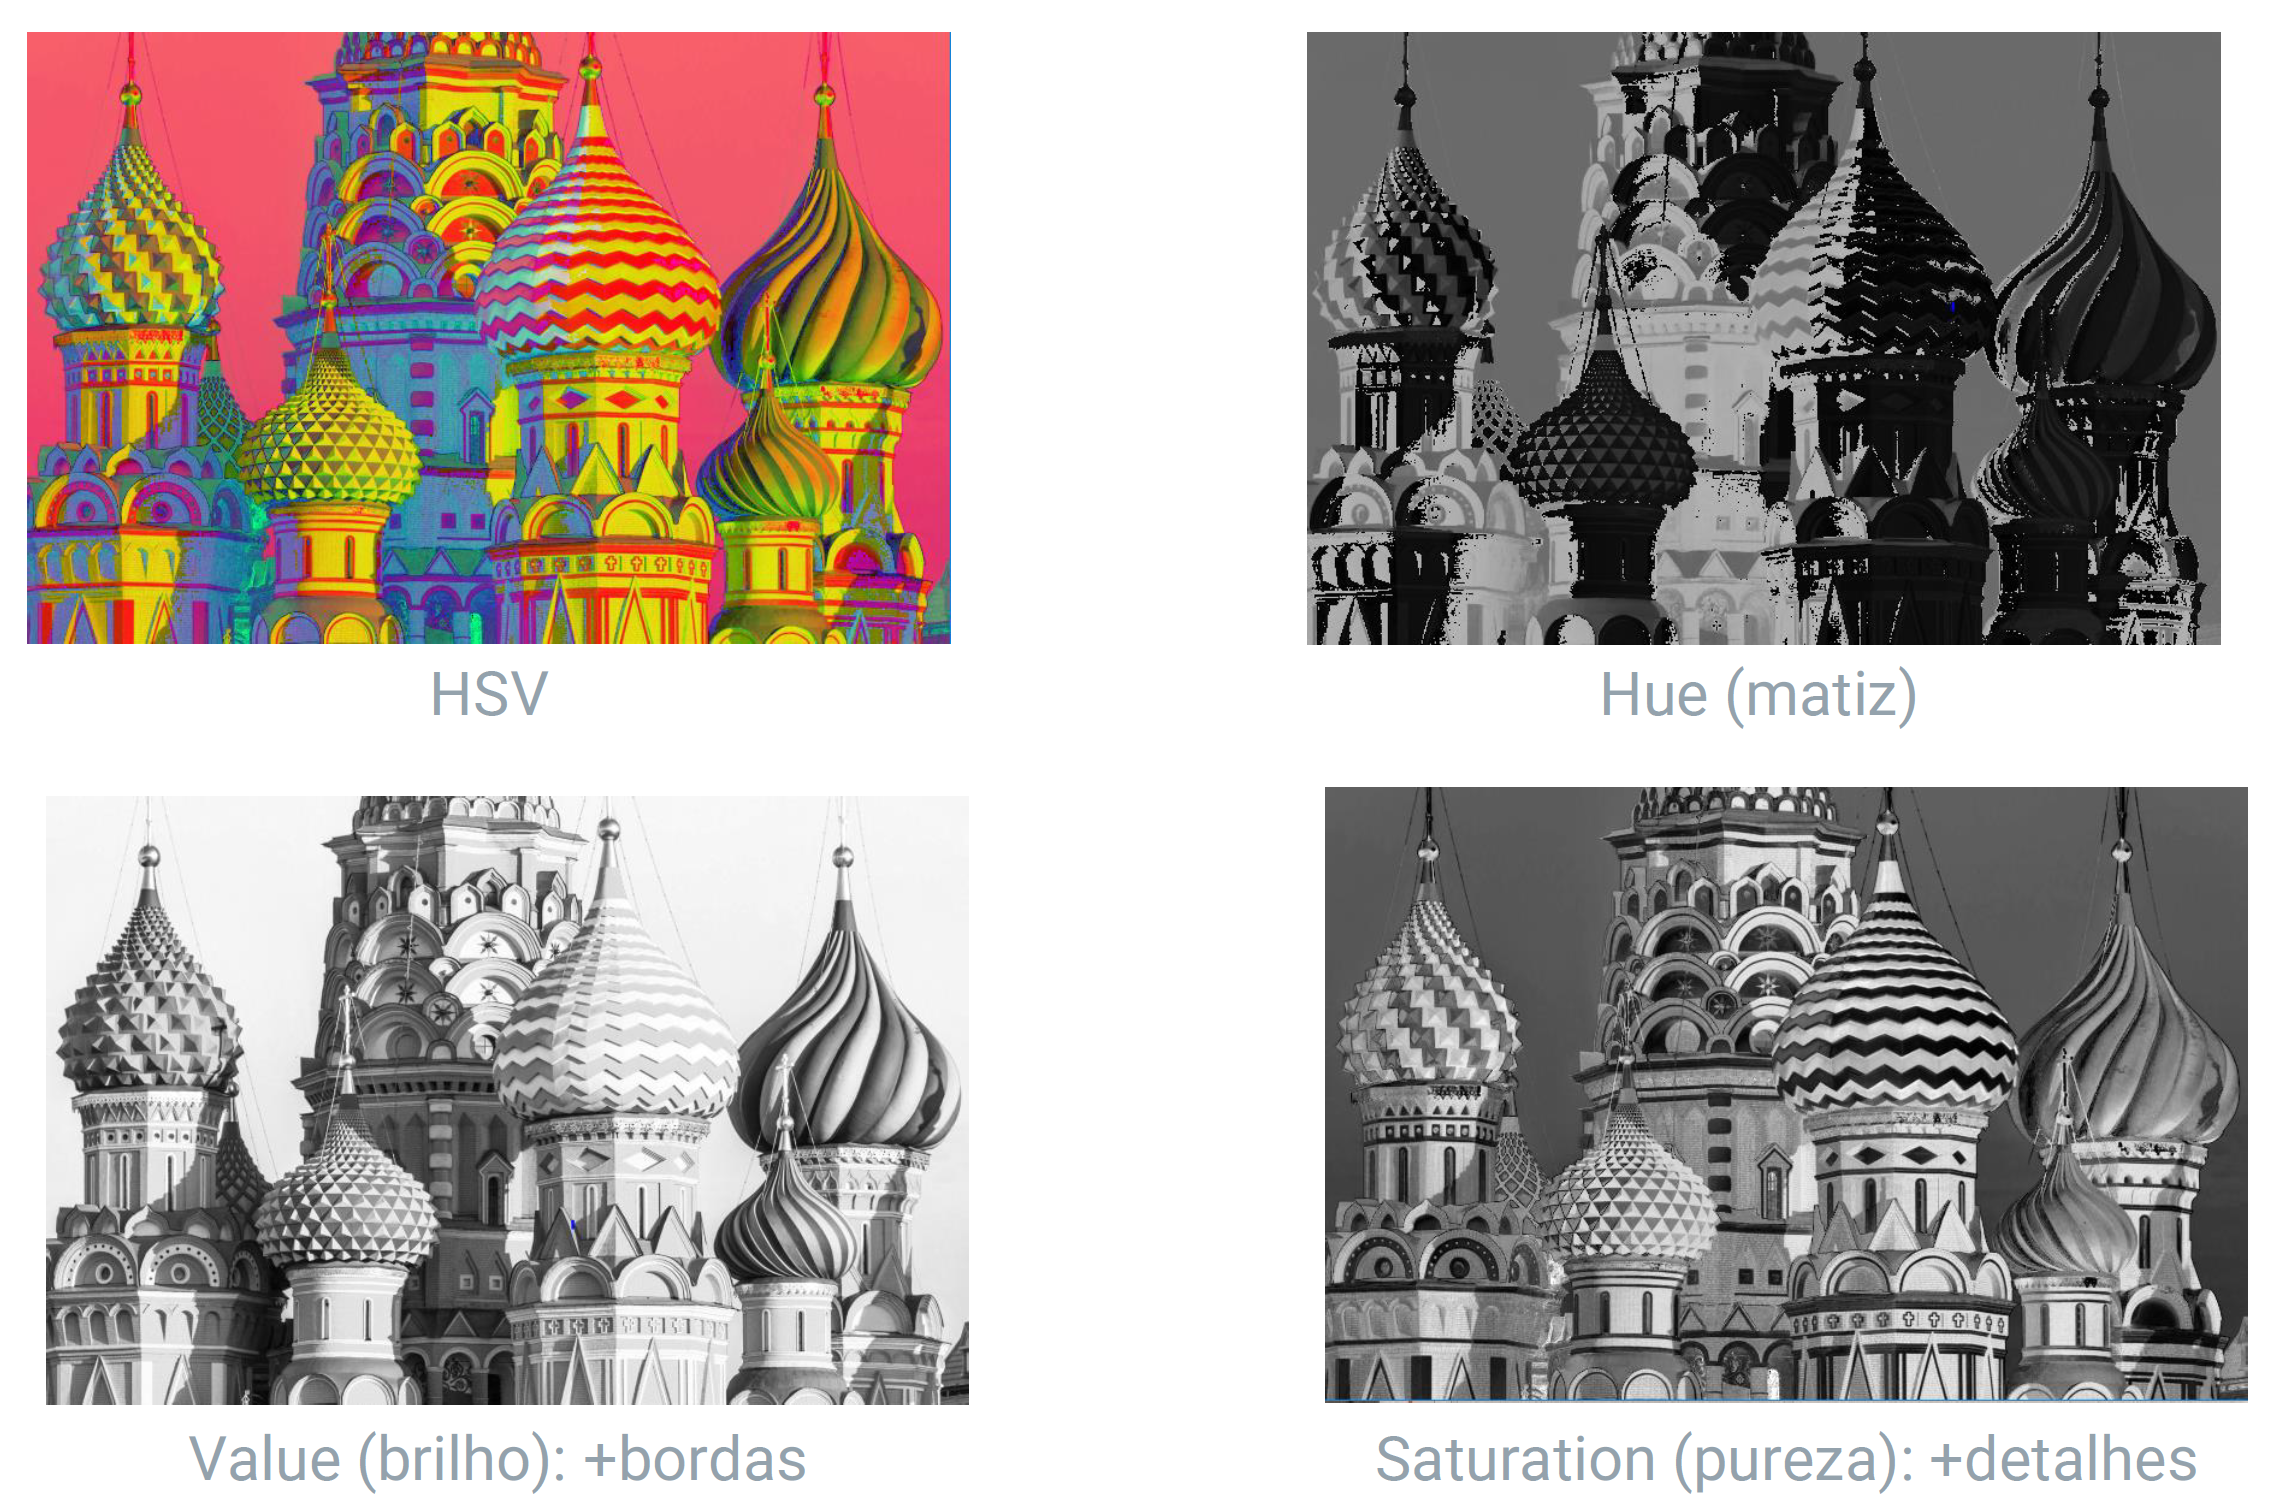 HSV
Hue (matiz)
Value (brilho): +bordas
Saturation (pureza): +detalhes